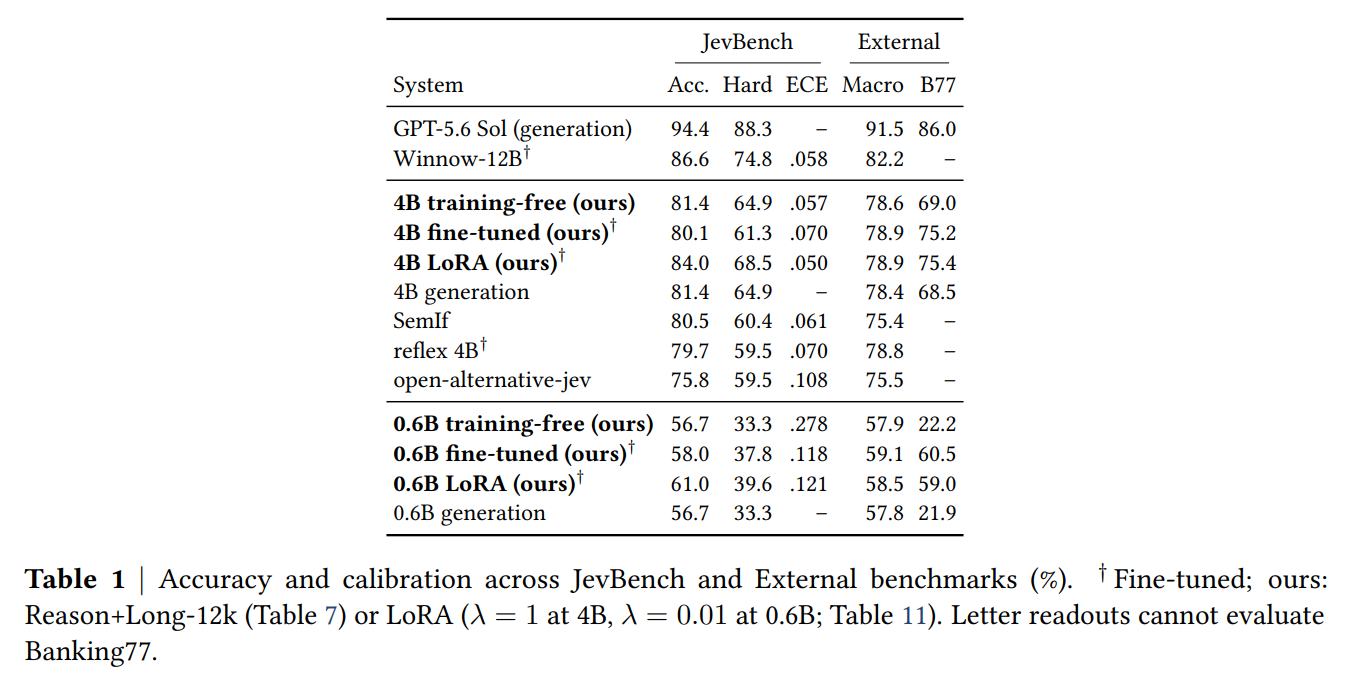 JevBench External
System Acc. Hard ECE Macro B77
GPT-5.6 Sol (generation) 94.4 88.3 – 91.5 86.0
Winnow-12B† 86.6 74.8 .058 82.2 –
4B training-free (ours) 81.4 64.9 .057 78.6 69.0
4B fine-tuned (ours)† 80.1 61.3 .070 78.9 75.2
4B LoRA (ours)† 84.0 68.5 .050 78.9 75.4
4B generation 81.4 64.9 – 78.4 68.5
SemIf 80.5 60.4 .061 75.4 –
reflex 4B† 79.7 59.5 .070 78.8 –
open-alternative-jev 75.8 59.5 .108 75.5 –
0.6B training-free (ours) 56.7 33.3 .278 57.9 22.2
0.6B fine-tuned (ours)† 58.0 37.8 .118 59.1 60.5
0.6B LoRA (ours)† 61.0 39.6 .121 58.5 59.0
0.6B generation 56.7 33.3 – 57.8 21.9
Table 1 | Accuracy and calibration across JevBench and External benchmarks (%). †Fine-tuned; ours:
Reason+Long-12k (Table 7) or LoRA (λ = 1 at 4B, λ = 0.01 at 0.6B; Table 11). Letter readouts cannot evaluate
Banking77.